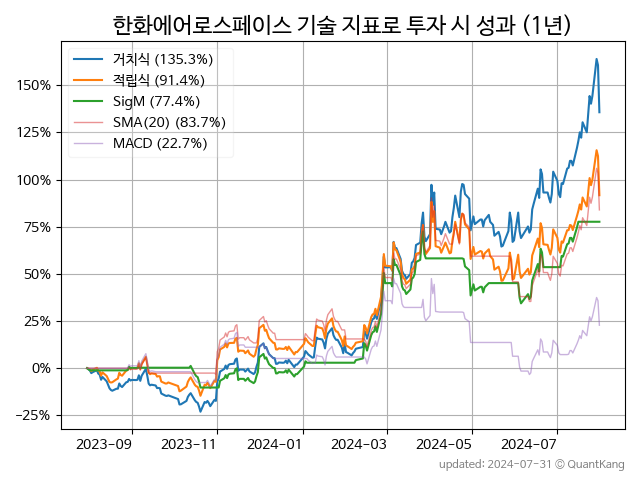 한화에어로스페이스 기술 지표로 투자 시 성과 (1년)
거치식 (135.3%)
적립식 (91.4%)
SigM (77.4%)
SMA(20) (83.7%)
MACD (22.7%)
150%
125%
100%
75%
50%
25%
0%
−25%
2023-09 2023-11 2024-01 2024-03 2024-05 2024-07
updated: 2024-07-31 © QuantKang